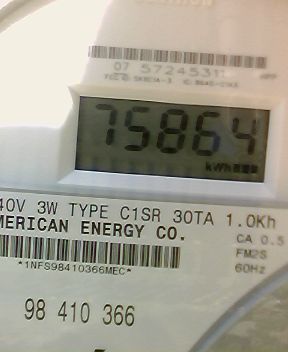 07 5724531
75864
kWh
40V 3W TYPE C1SR 30TA 1.0Kh
MERICAN ENERGY CO.
CA 0.5
FM2S
60Hz
*1NFS98410366MEC*
98 410 366